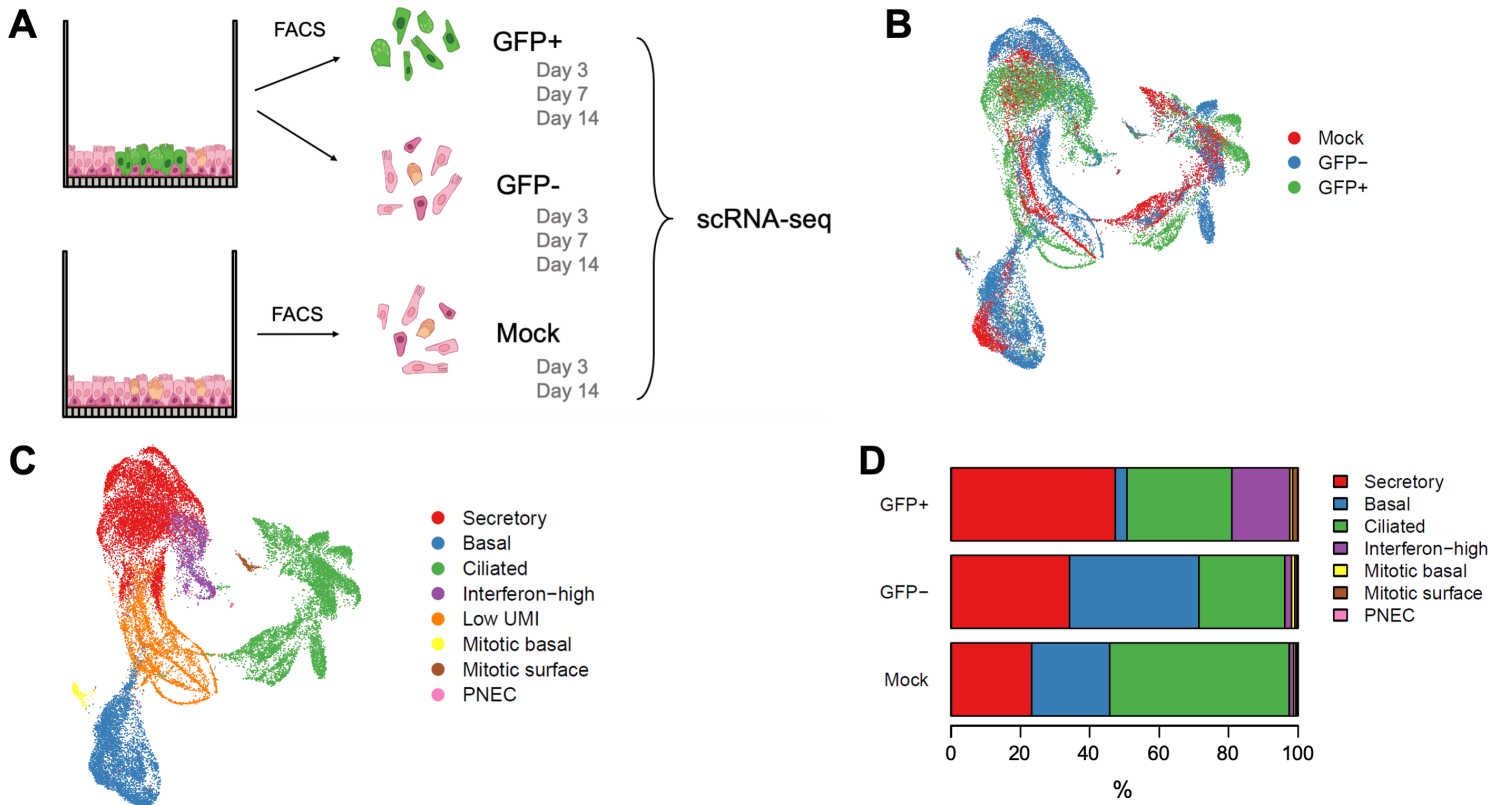 A
FACS
GFP+
Day 3
Day 7
Day 14
GFP-
Day 3
Day 7
Day 14
FACS
Mock
Day 3
Day 14
scRNA-seq
B
Mock
GFP−
GFP+
C
Secretory
Basal
Ciliated
Interferon−high
Low UMI
Mitotic basal
Mitotic surface
PNEC
D
GFP+
GFP−
Mock
0 20 40 60 80 100
%
Secretory
Basal
Ciliated
Interferon−high
Mitotic basal
Mitotic surface
PNEC